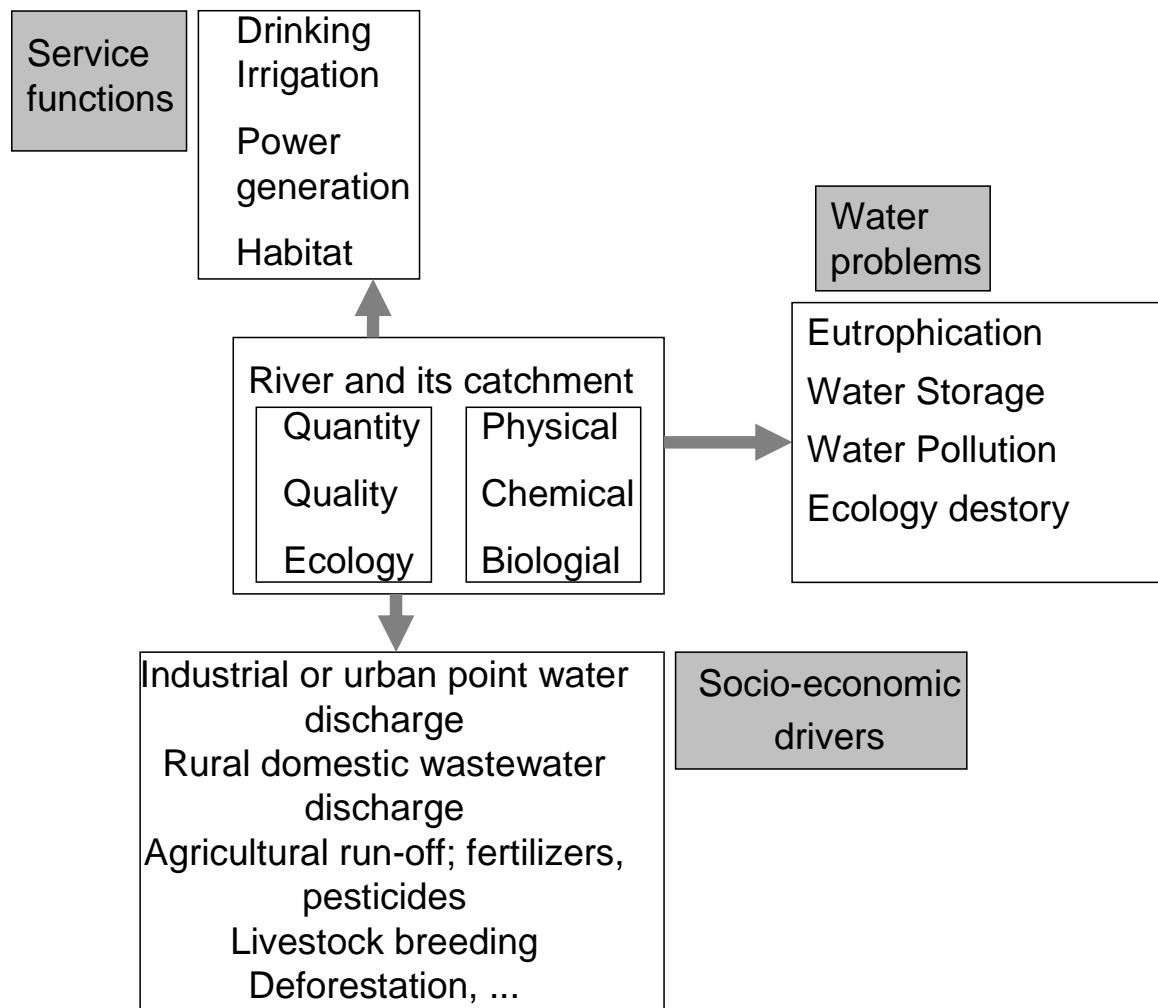 Service
functions
Drinking
Irrigation
Power
generation
Habitat
Water
problems
Eutrophication
Water Storage
Water Pollution
Ecology destory
River and its catchment
Quantity
Quality
Ecology
Physical
Chemical
Biologial
Industrial or urban point water
discharge
Rural domestic wastewater
discharge
Agricultural run-off; fertilizers,
pesticides
Livestock breeding
Deforestation, ...
Socio-economic
drivers